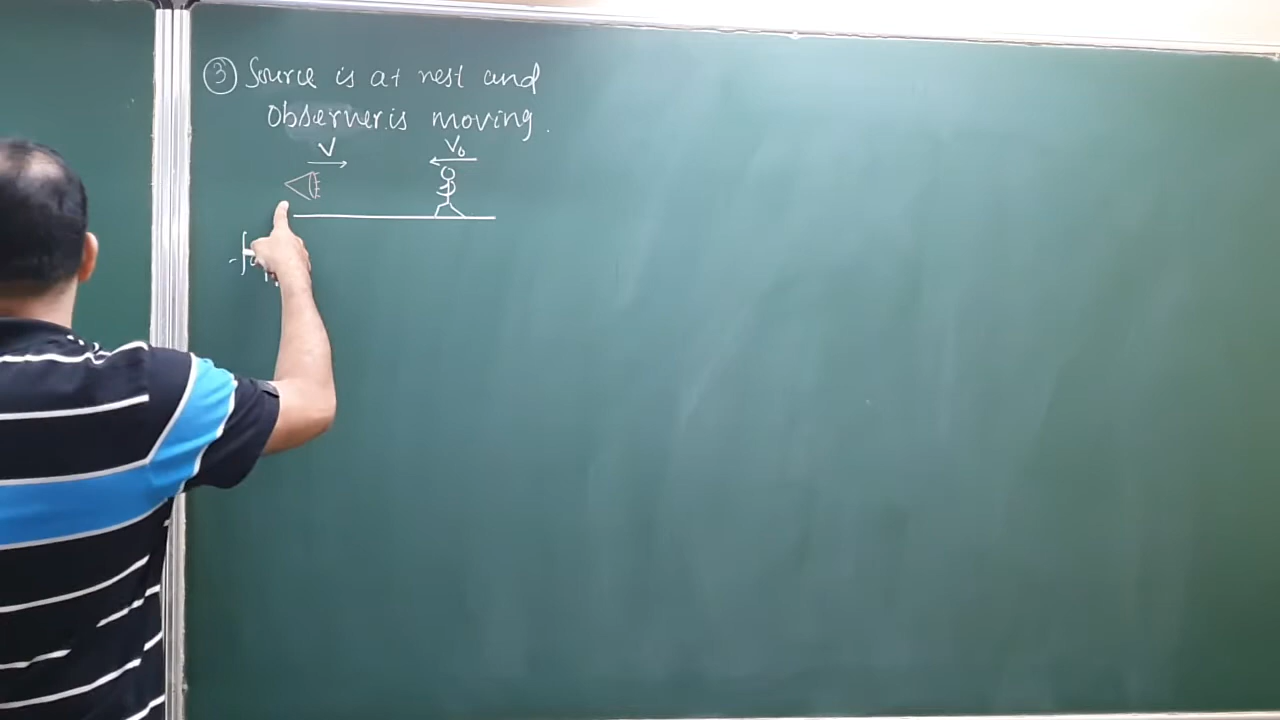 ③ Source is at rest and
Observer is moving.
V V₀